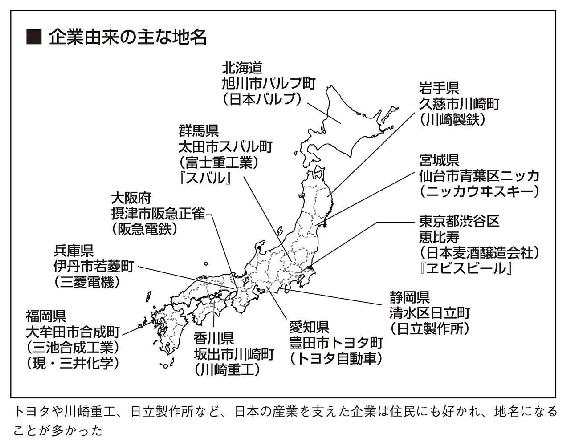 ■ 企業由来の主な地名
北海道
旭川市パルプ町
（日本パルプ）
岩手県
久慈市川崎町
（川崎製鉄）
群馬県
太田市スバル町
（富士重工業）
『スバル』
宮城県
仙台市青葉区ニッカ
（ニッカウヰスキー）
大阪府
摂津市阪急正雀
（阪急電鉄）
東京都渋谷区
恵比寿
（日本麦酒醸造会社）
『ヱビスビール』
兵庫県
伊丹市若菱町
（三菱電機）
静岡県
清水区日立町
（日立製作所）
福岡県
大牟田市合成町
（三池合成工業）
（現・三井化学）
香川県
坂出市川崎町
（川崎重工）
愛知県
豊田市トヨタ町
（トヨタ自動車）
トヨタや川崎重工、日立製作所など、日本の産業を支えた企業は住民にも好かれ、地名になる
ことが多かった